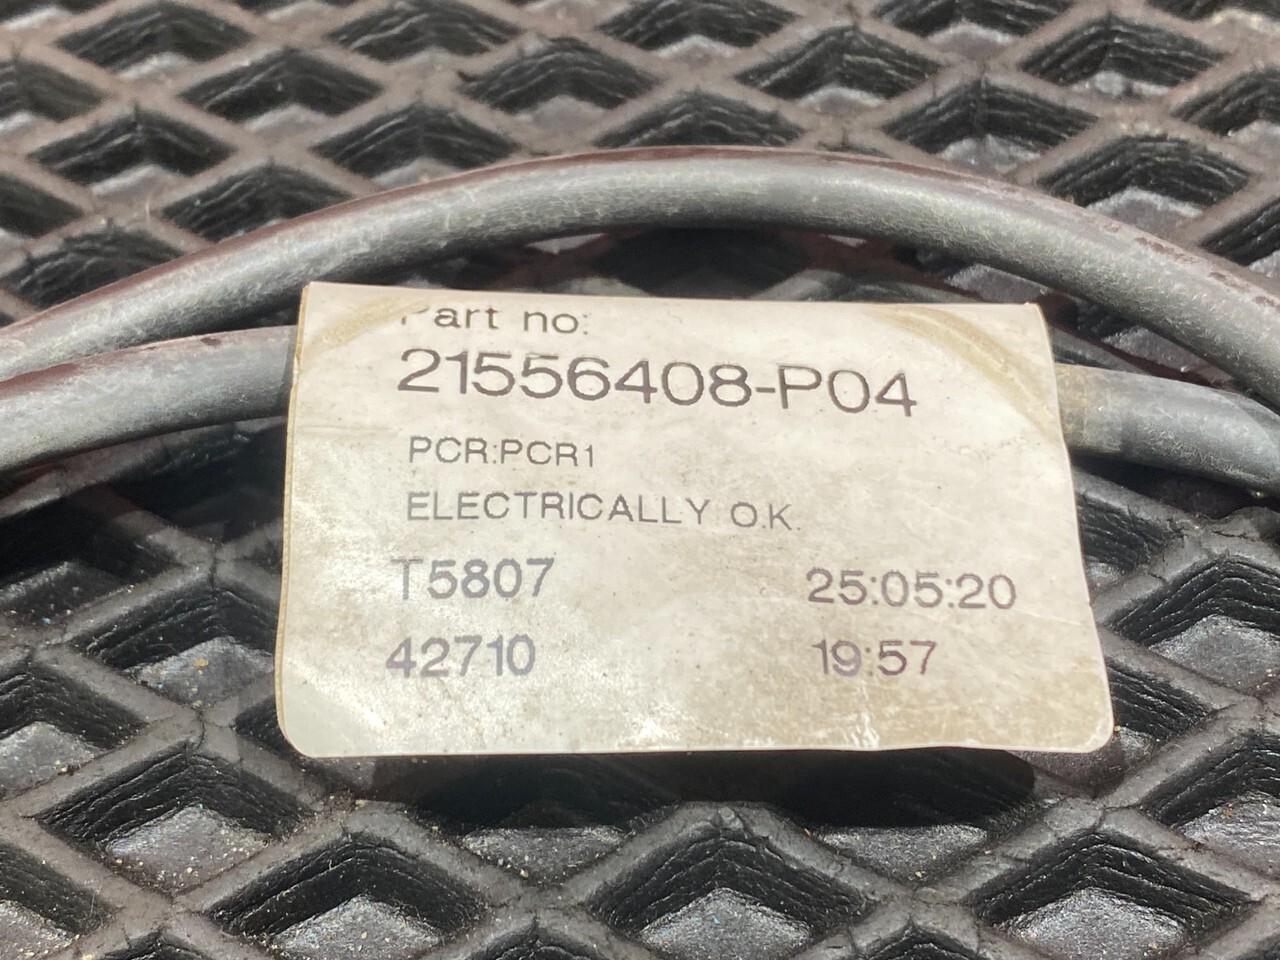 Part no:
21556408-P04
PCR:PCR1
ELECTRICALLY O.K.
T5807 25:05:20
42710 19:57